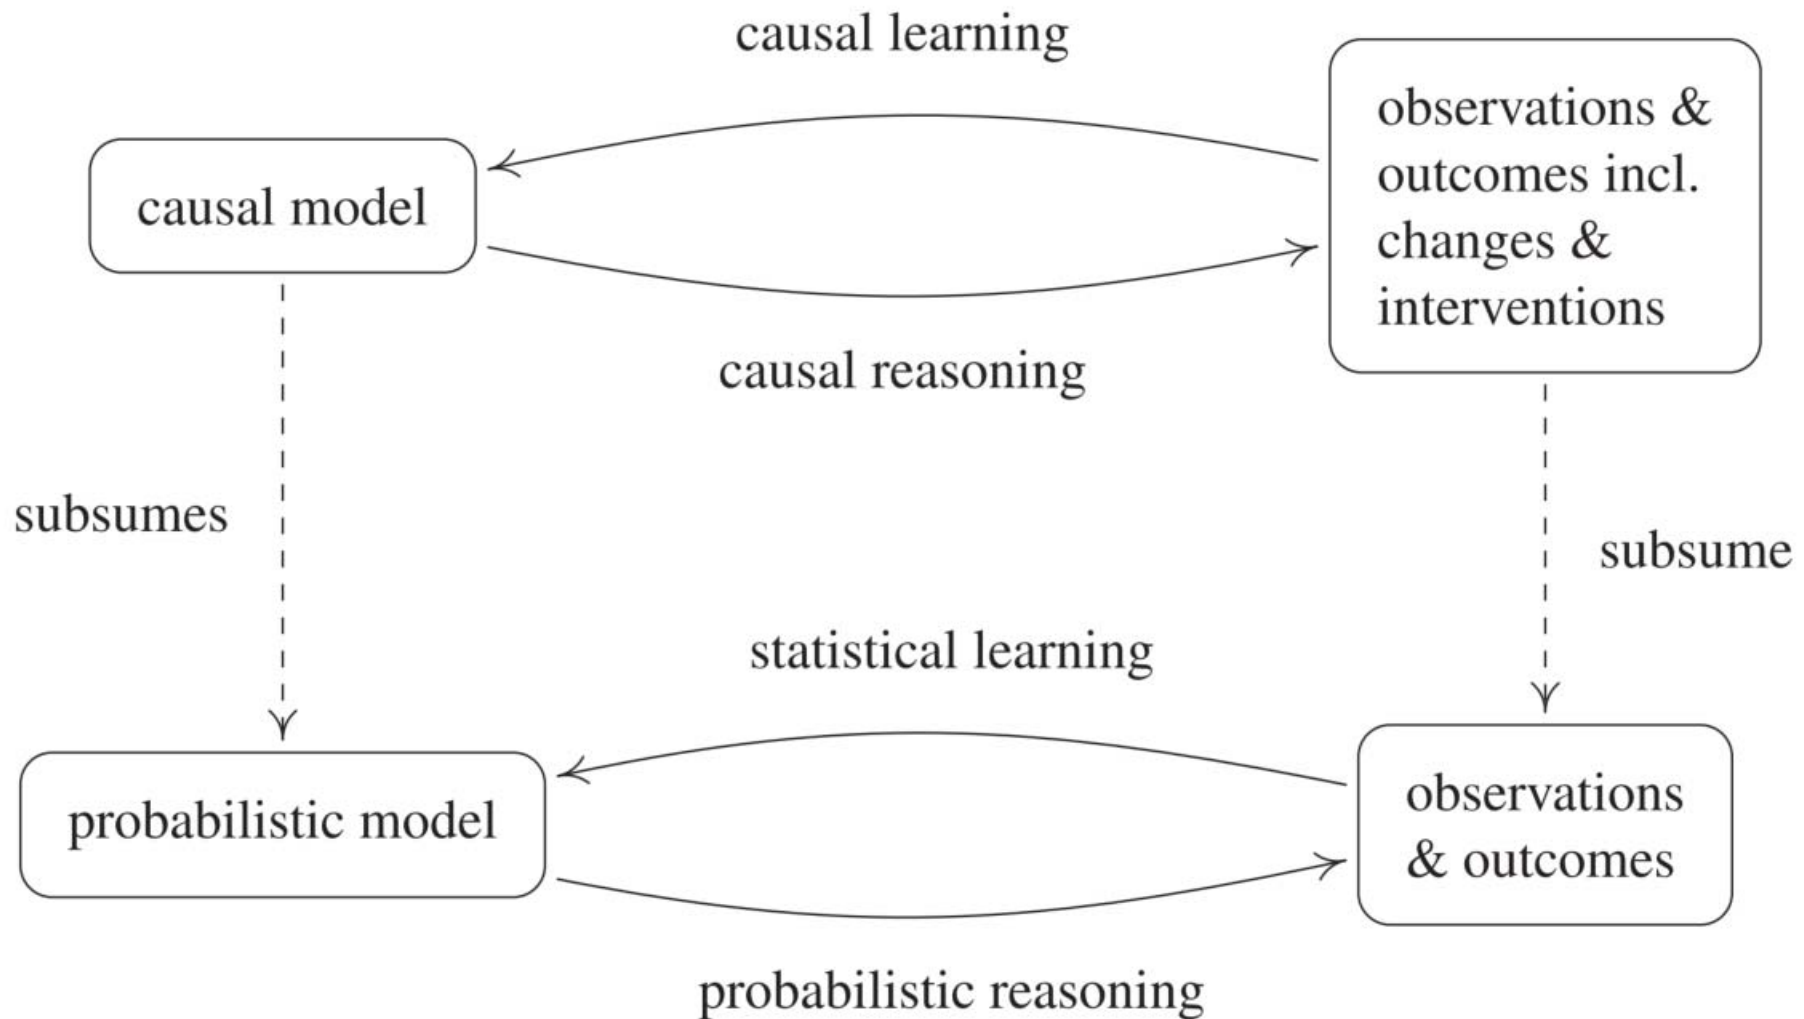 causal learning
causal model
observations &
outcomes incl.
changes &
interventions
causal reasoning
subsumes
subsume
statistical learning
probabilistic model
observations
& outcomes
probabilistic reasoning